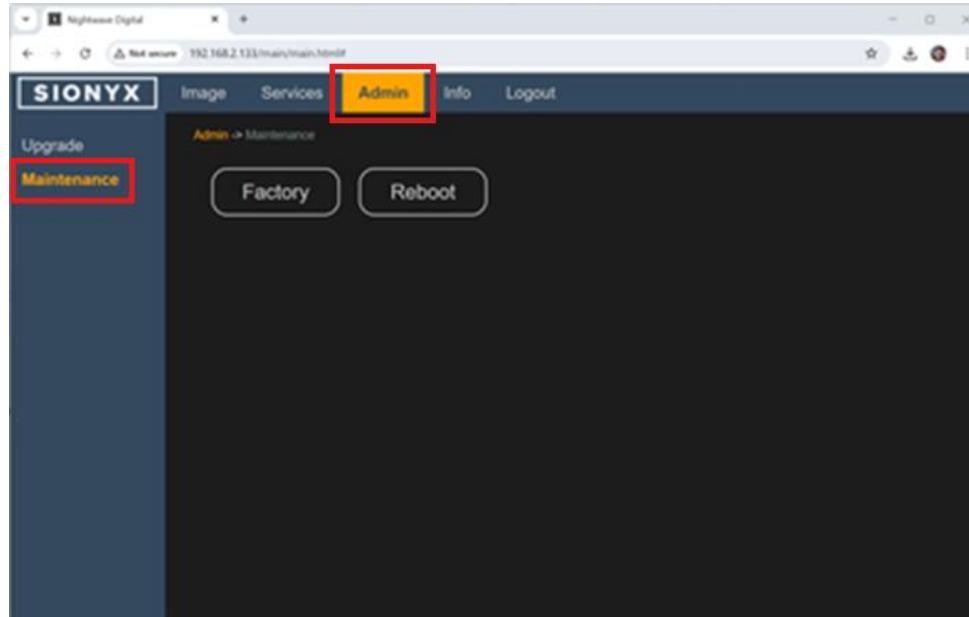 Nightwave Digital
Not secure 192.168.2.133/main/main.html#
SIONYX Image Services Admin Info Logout
Upgrade
Maintenance
Admin -> Maintenance
Factory Reboot